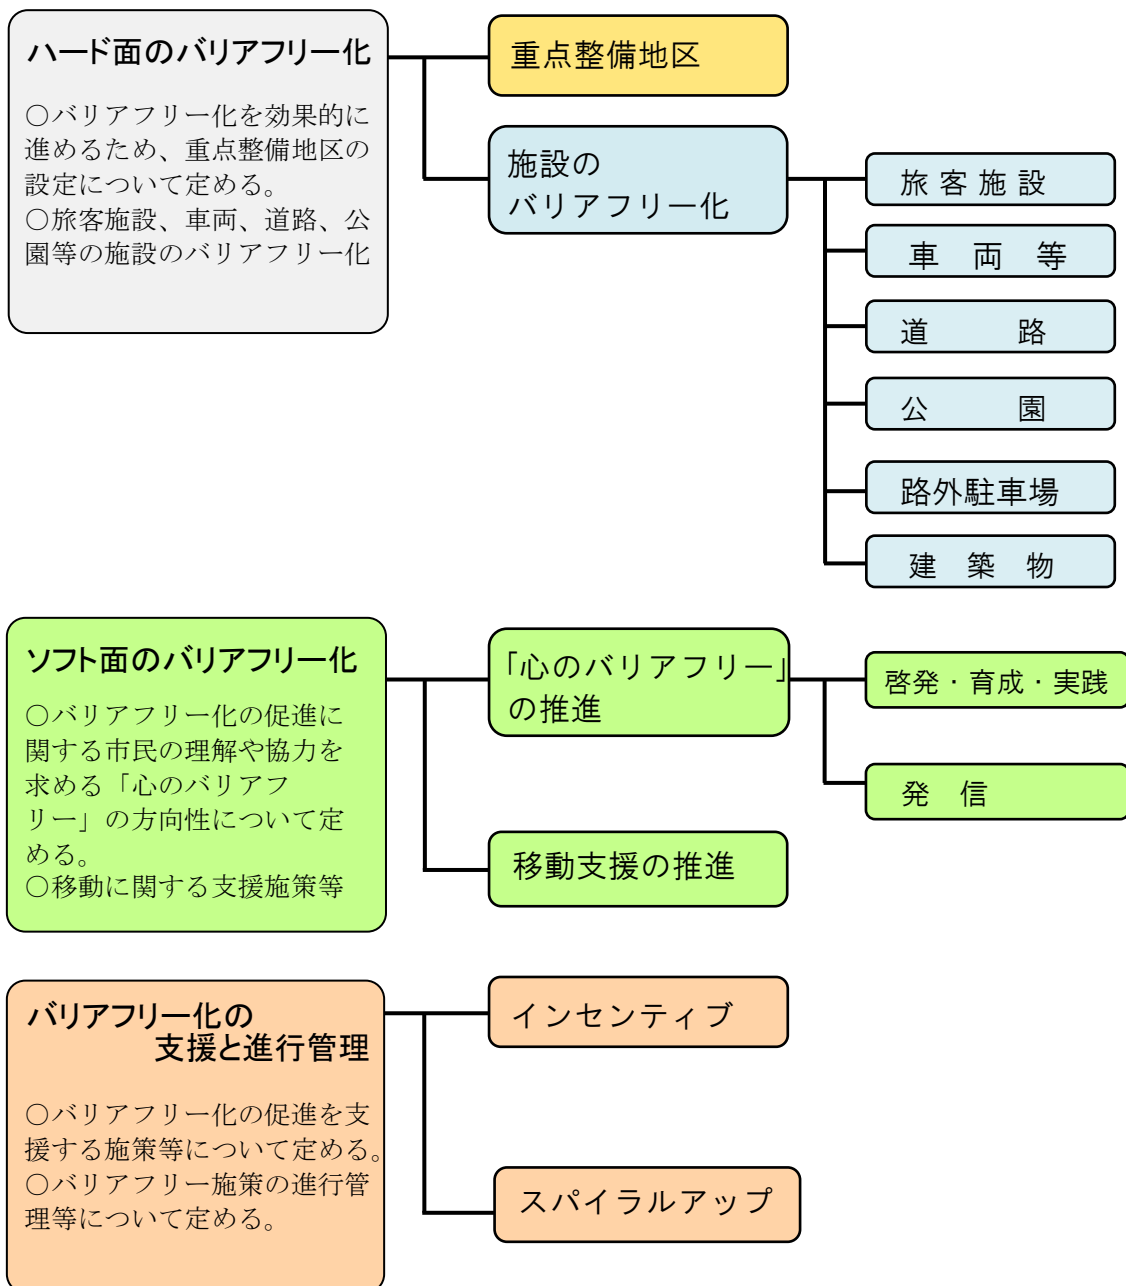 ハード面のバリアフリー化
○バリアフリー化を効果的に
進めるため、重点整備地区の
設定について定める。
○旅客施設、車両、道路、公
園等の施設のバリアフリー化
重点整備地区
施設の
バリアフリー化
旅客施設
車両等
道路
公園
路外駐車場
建築物
ソフト面のバリアフリー化
○バリアフリー化の促進に
関する市民の理解や協力を
求める「心のバリアフ
リー」の方向性について定
める。
○移動に関する支援施策等
「心のバリアフリー」
の推進
啓発・育成・実践
発信
移動支援の推進
バリアフリー化の
支援と進行管理
○バリアフリー化の促進を支
援する施策等について定める。
○バリアフリー施策の進行管
理等について定める。
インセンティブ
スパイラルアップ